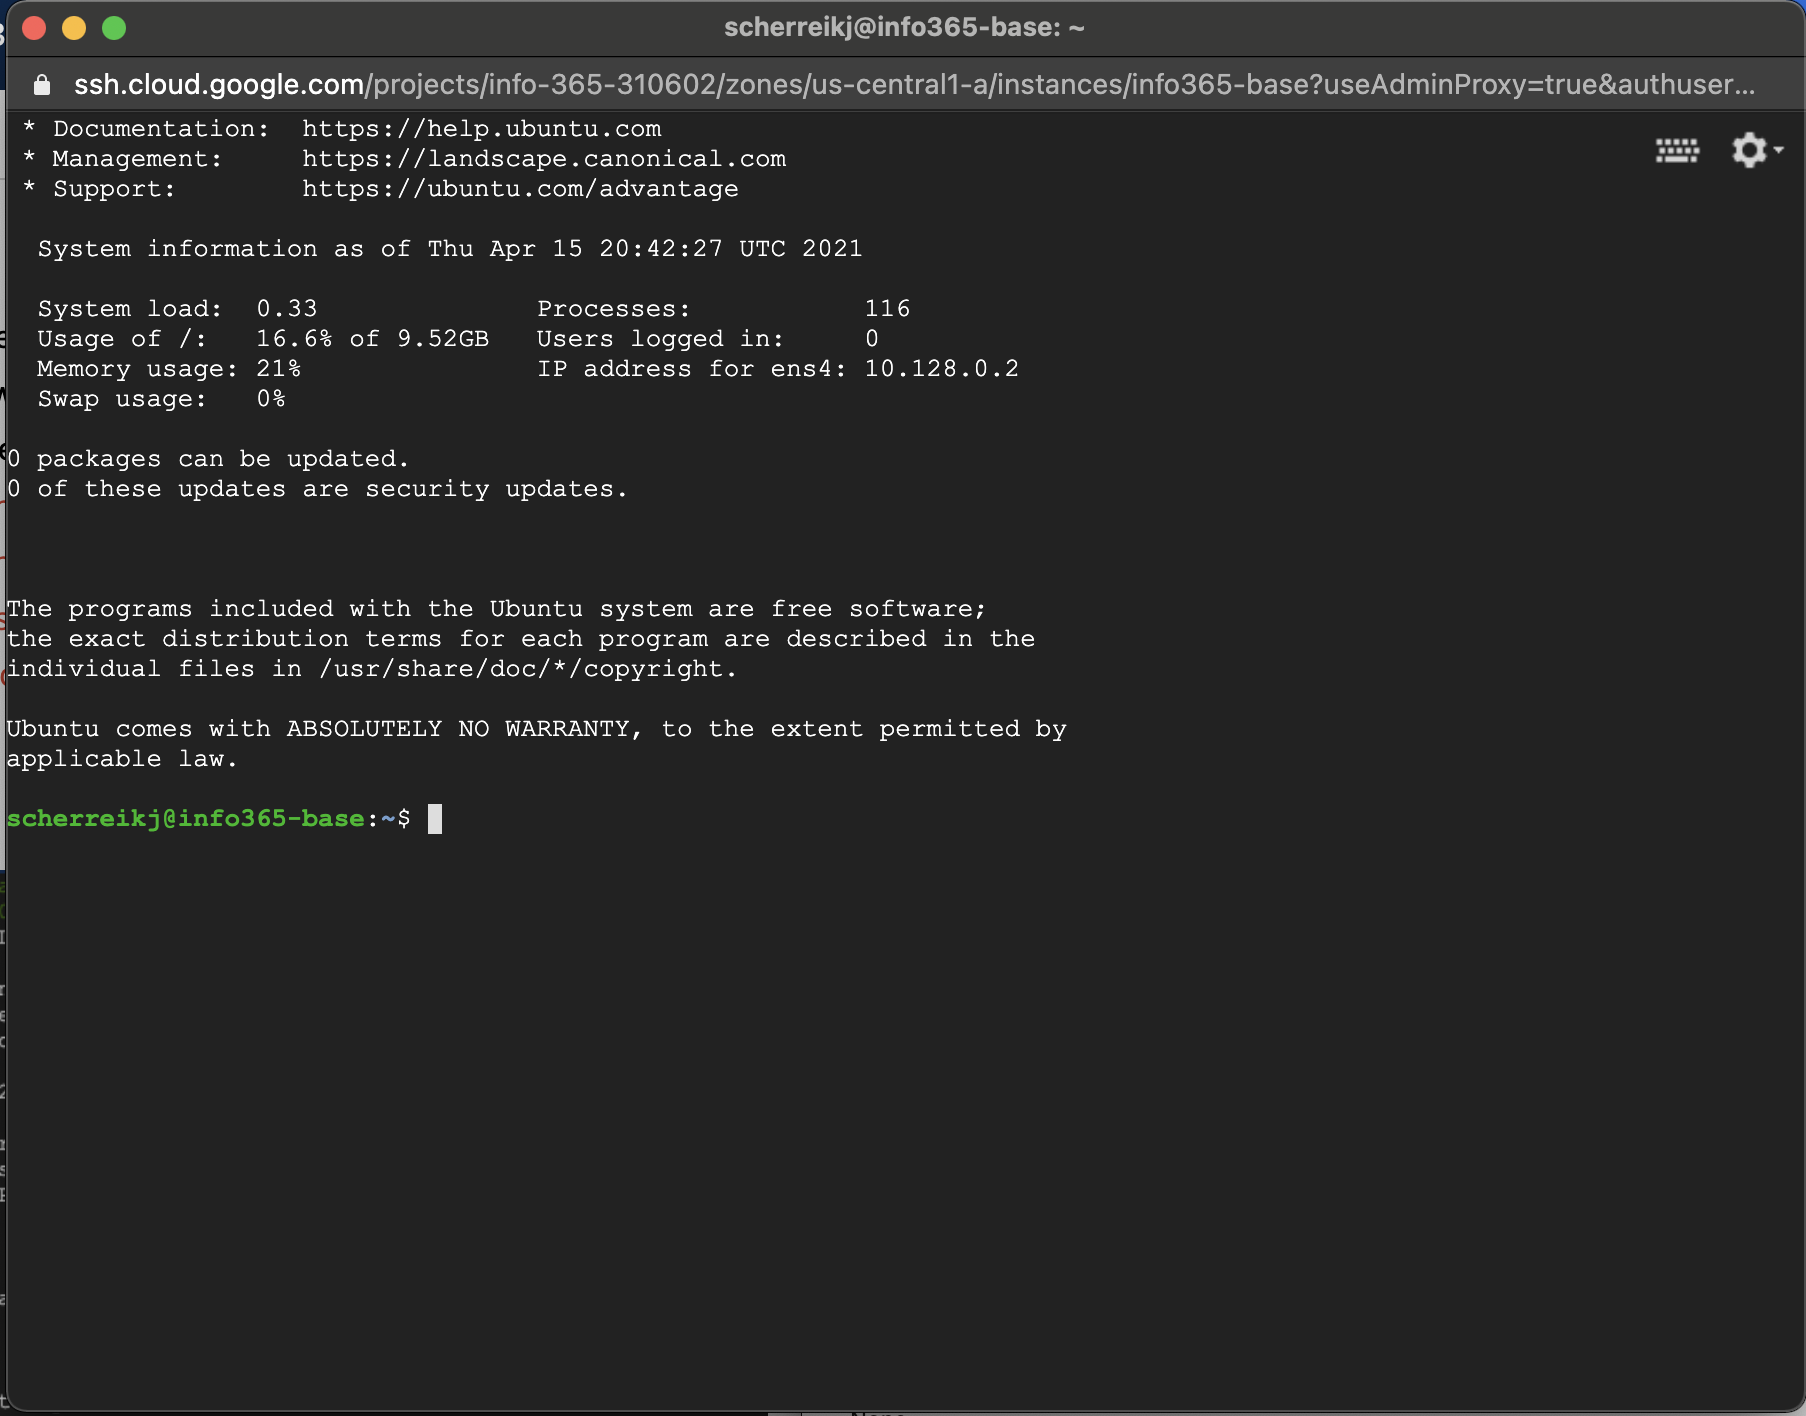 scherreikj@info365-base: ~
ssh.cloud.google.com/projects/info-365-310602/zones/us-central1-a/instances/info365-base?useAdminProxy=true&authuser...
* Documentation:  https://help.ubuntu.com
* Management:     https://landscape.canonical.com
* Support:        https://ubuntu.com/advantage
System information as of Thu Apr 15 20:42:27 UTC 2021
System load:  0.33              Processes:           116
Usage of /:   16.6% of 9.52GB   Users logged in:     0
Memory usage: 21%               IP address for ens4: 10.128.0.2
Swap usage:   0%
0 packages can be updated.
0 of these updates are security updates.
The programs included with the Ubuntu system are free software;
the exact distribution terms for each program are described in the
individual files in /usr/share/doc/*/copyright.
Ubuntu comes with ABSOLUTELY NO WARRANTY, to the extent permitted by
applicable law.
scherreikj@info365-base:~$